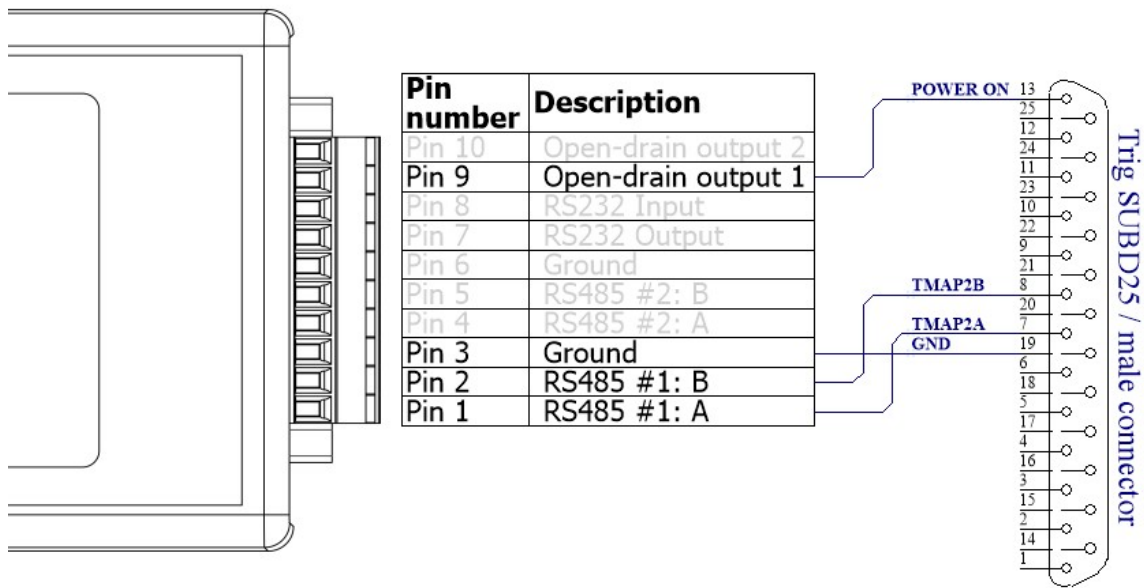 Pin number Description
Pin 10 Open-drain output 2
Pin 9 Open-drain output 1
Pin 8 RS232 Input
Pin 7 RS232 Output
Pin 6 Ground
Pin 5 RS485 #2: B
Pin 4 RS485 #2: A
Pin 3 Ground
Pin 2 RS485 #1: B
Pin 1 RS485 #1: A
POWER ON 13
25
12
24
11
23
10
22
9
21
TMAP2B 8
20
TMAP2A 7
GND 19
6
18
5
17
4
16
3
15
2
14
1
Trig SUBD25 / male connector